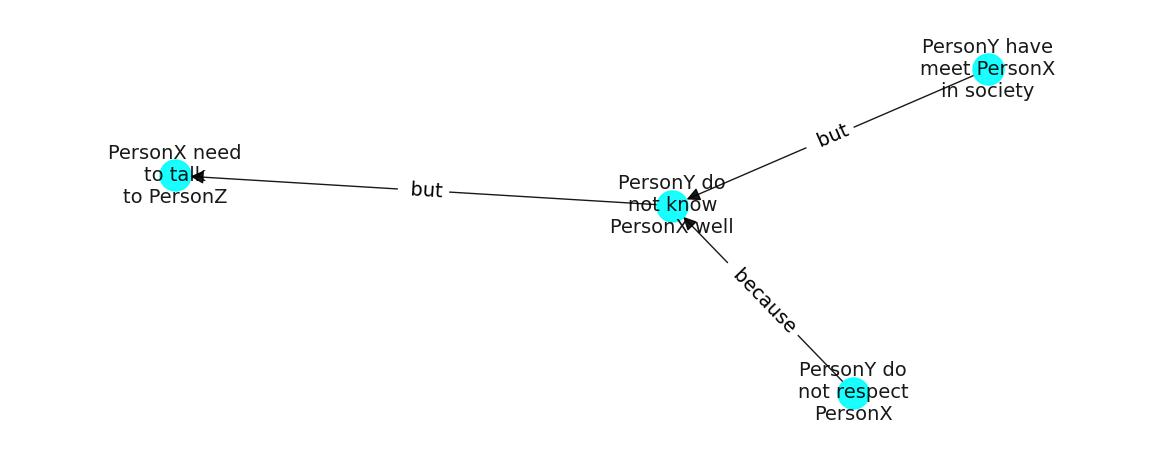 PersonY have
meet PersonX
in society
but
PersonX need
to talk
to PersonZ
but
PersonY do
not know
PersonX well
because
PersonY do
not respect
PersonX